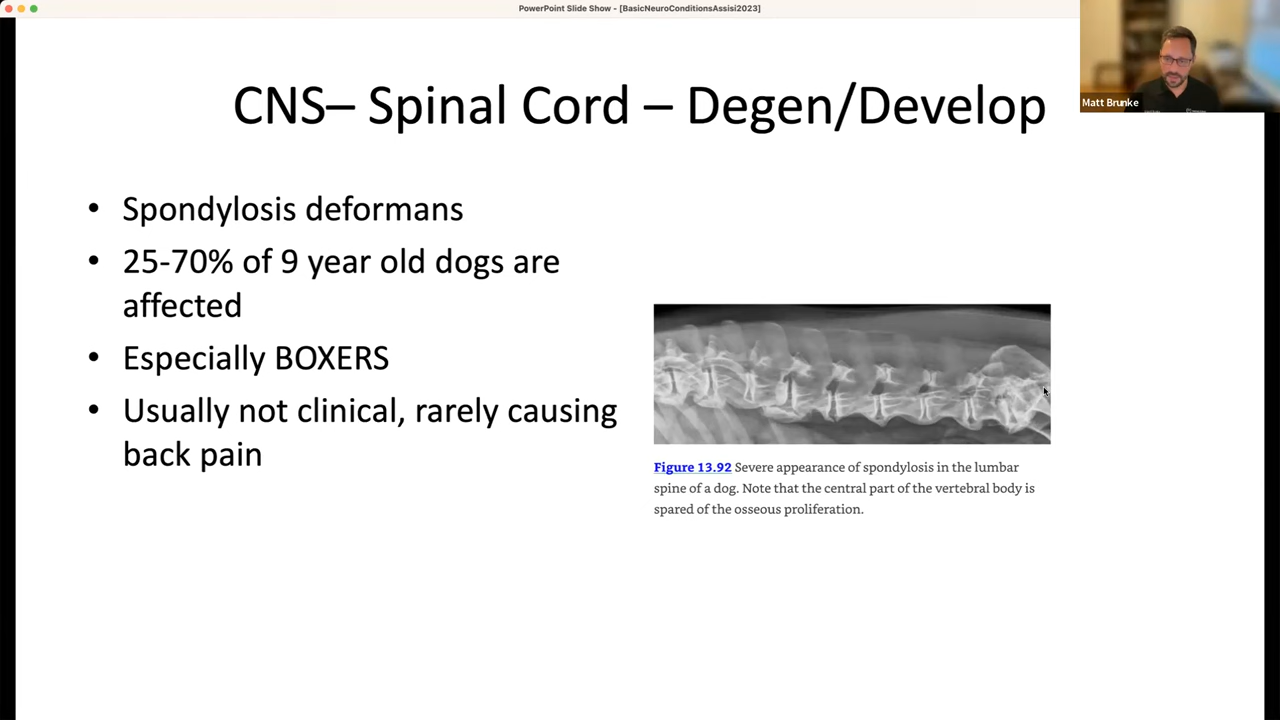 PowerPoint Slide Show - [BasicNeuroConditionsAssisi2023]
Matt Brunke
CNS– Spinal Cord – Degen/Develop
• Spondylosis deformans
• 25-70% of 9 year old dogs are
affected
• Especially BOXERS
• Usually not clinical, rarely causing
back pain
Figure 13.92 Severe appearance of spondylosis in the lumbar
spine of a dog. Note that the central part of the vertebral body is
spared of the osseous proliferation.